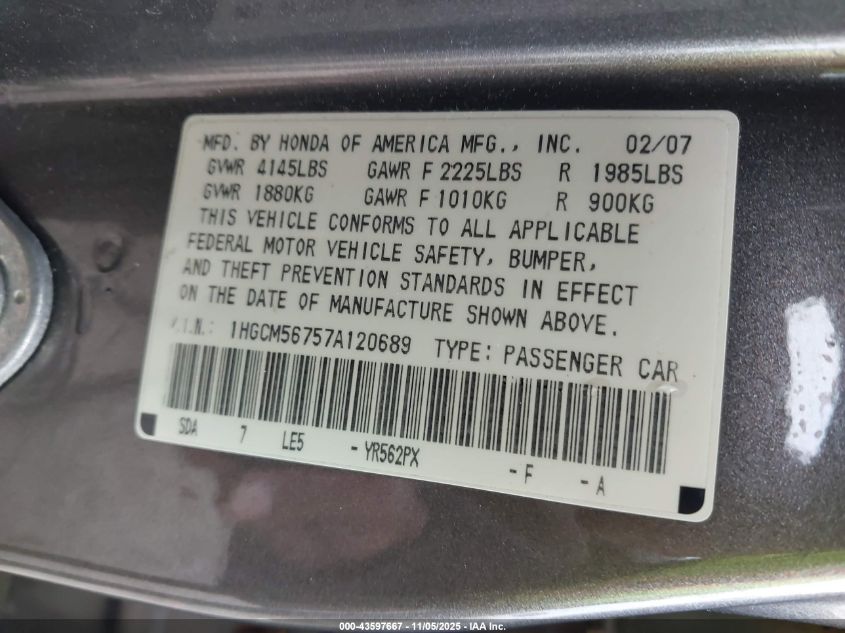 MFD. BY HONDA OF AMERICA MFG., INC. 02/07
GVWR 4145LBS GAWR F 2225LBS R 1985LBS
GVWR 1880KG GAWR F 1010KG R 900KG
THIS VEHICLE CONFORMS TO ALL APPLICABLE
FEDERAL MOTOR VEHICLE SAFETY, BUMPER,
AND THEFT PREVENTION STANDARDS IN EFFECT
ON THE DATE OF MANUFACTURE SHOWN ABOVE.
V.I.N.: 1HGCM56757A120689 TYPE: PASSENGER CAR
SDA 7 LE5 - YR562PX - F - A
000-43597667 - 11/05/2025 - IAA Inc.